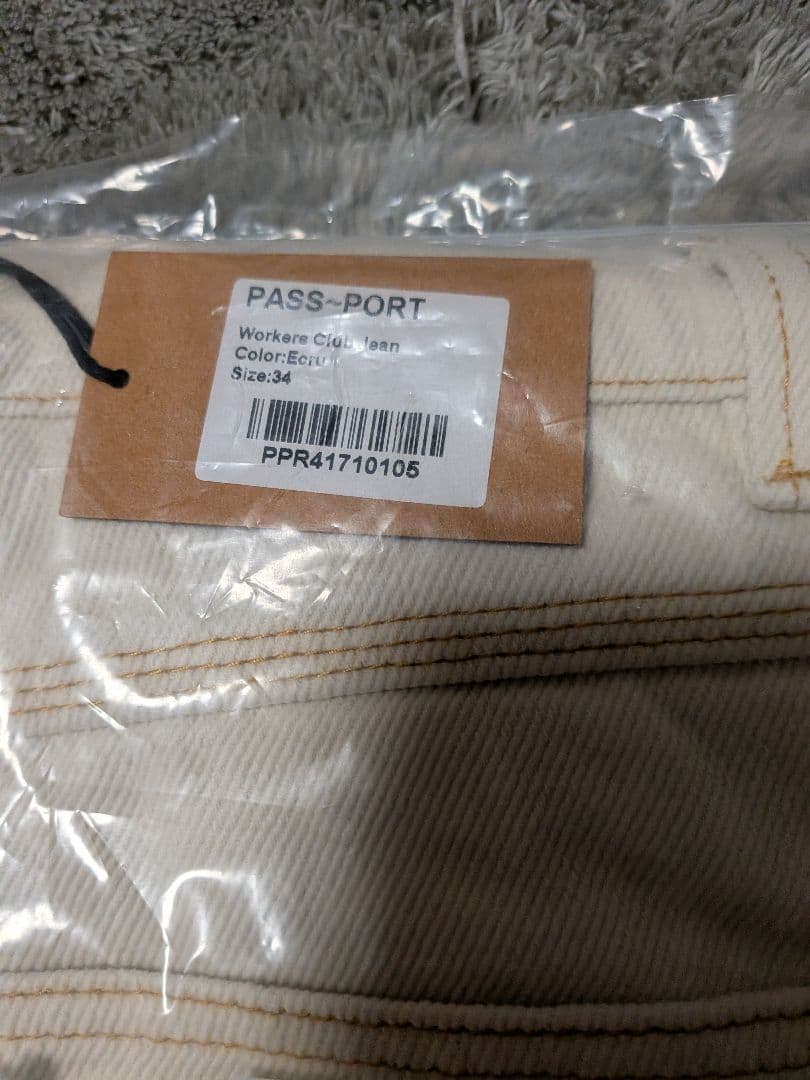 PASS~PORT
Workers Club Jean
Color:Ecru
Size:34
PPR41710105